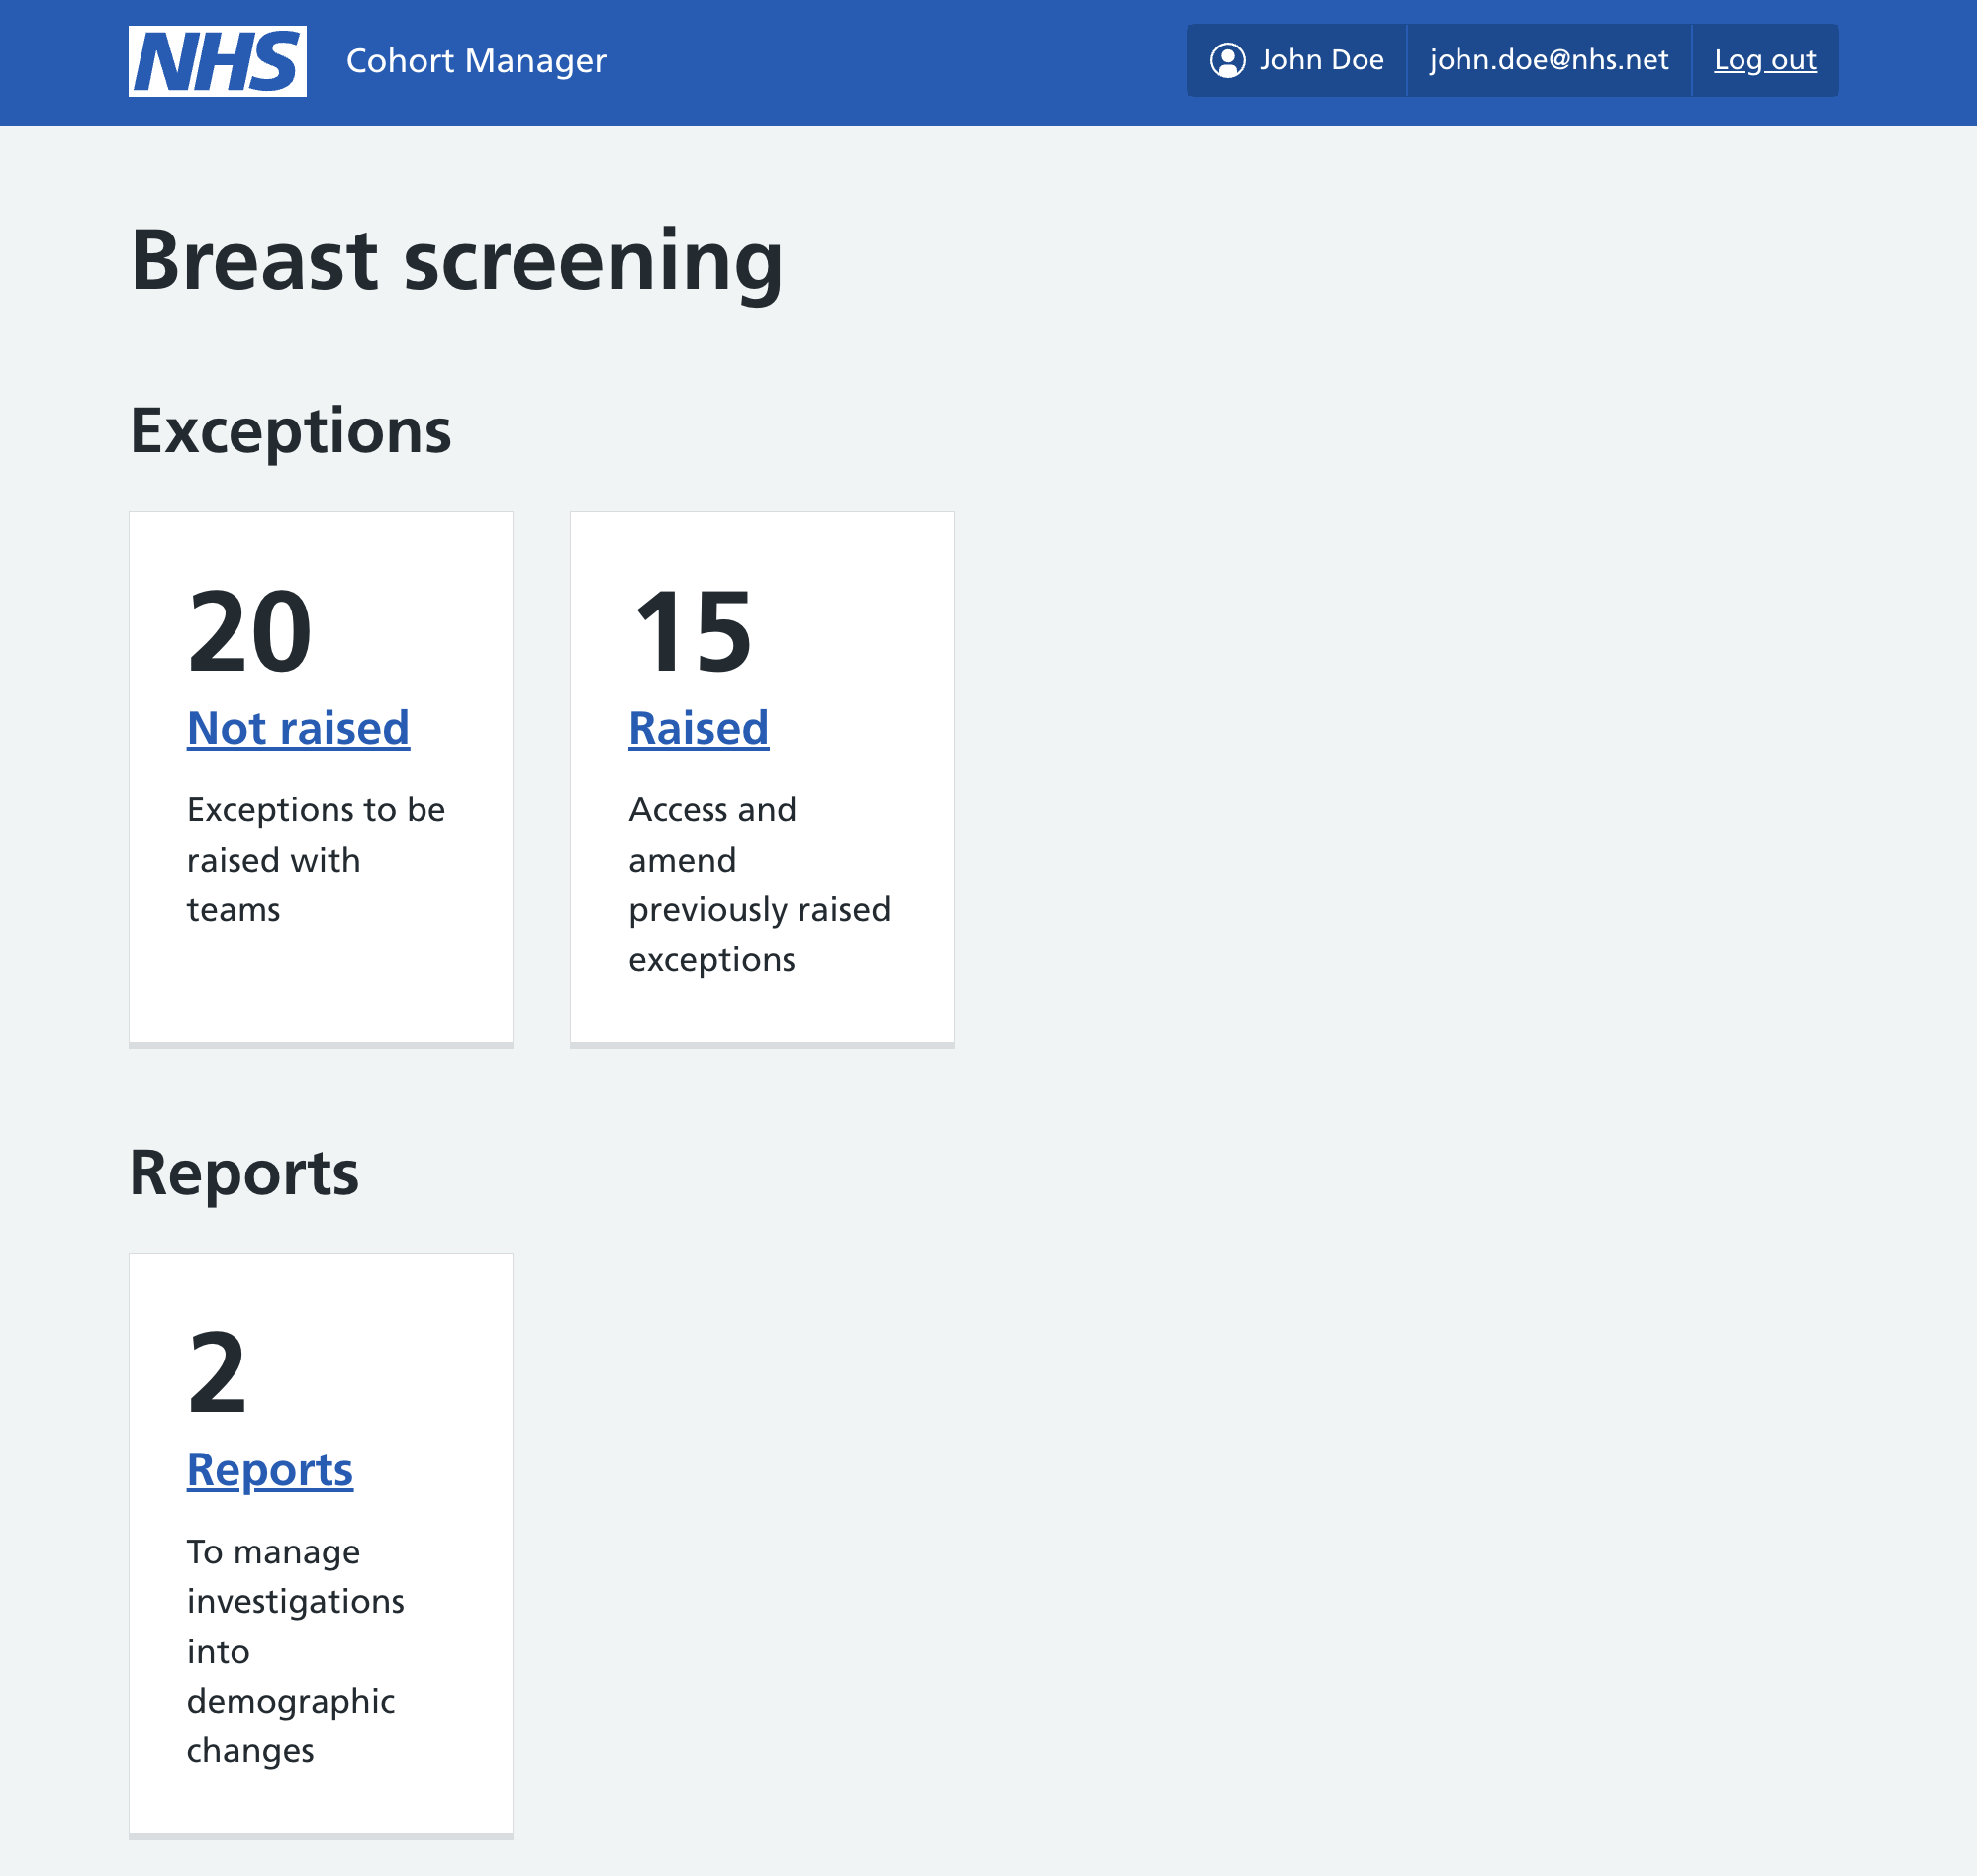 NHS Cohort Manager John Doe john.doe@nhs.net Log out
Breast screening
Exceptions
20
Not raised
Exceptions to be
raised with
teams
15
Raised
Access and
amend
previously raised
exceptions
Reports
2
Reports
To manage
investigations
into
demographic
changes